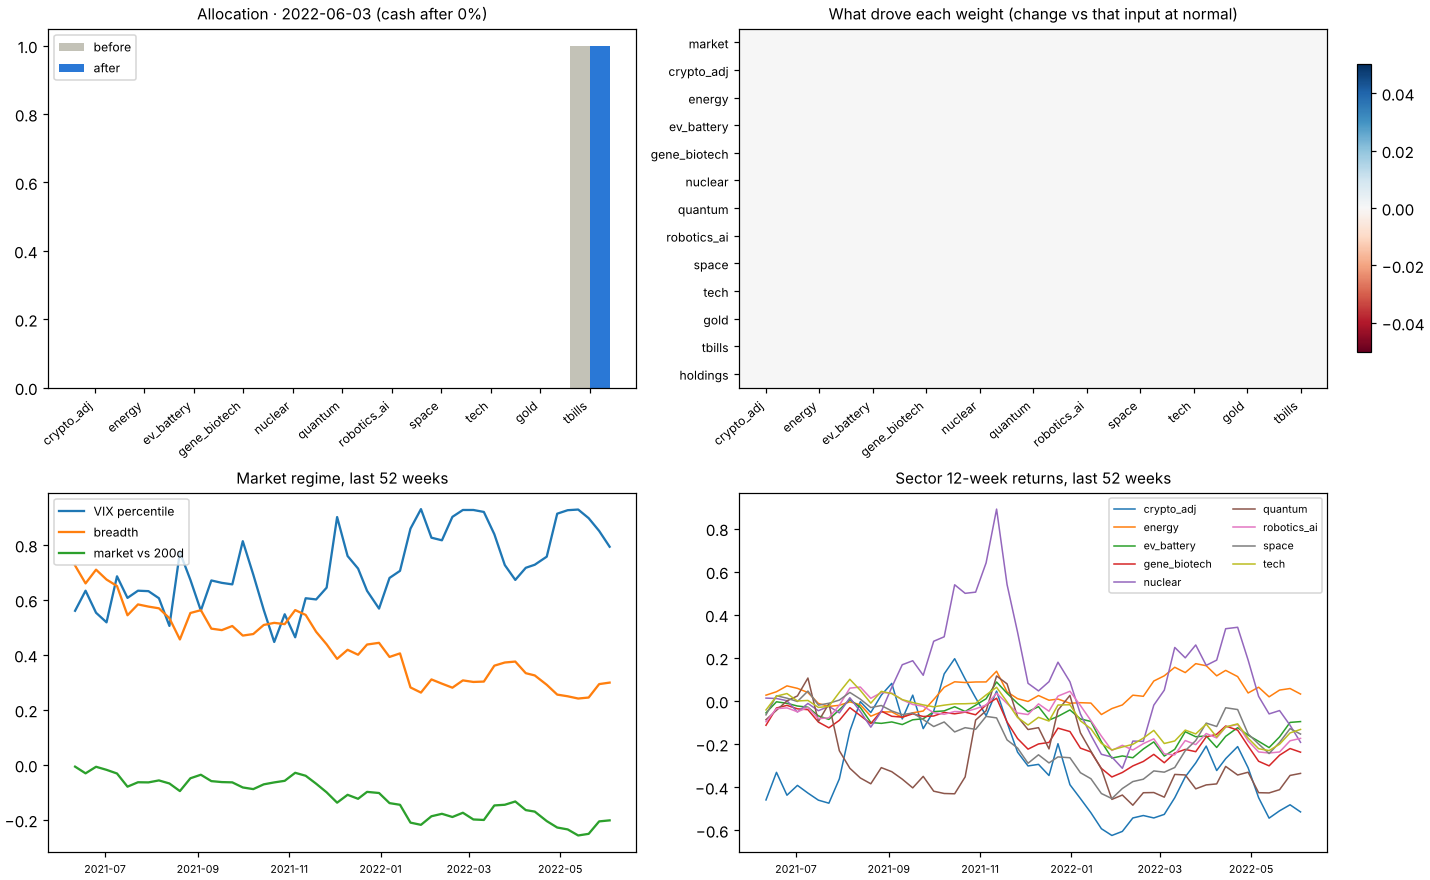 Allocation · 2022-06-03 (cash after 0%)
before
after
1.0
0.8
0.6
0.4
0.2
0.0
crypto_adj
energy
ev_battery
gene_biotech
nuclear
quantum
robotics_ai
space
tech
gold
tbills
What drove each weight (change vs that input at normal)
market
crypto_adj
energy
ev_battery
gene_biotech
nuclear
quantum
robotics_ai
space
tech
gold
tbills
holdings
crypto_adj
energy
ev_battery
gene_biotech
nuclear
quantum
robotics_ai
space
tech
gold
tbills
0.04
0.02
0.00
−0.02
−0.04
Market regime, last 52 weeks
VIX percentile
breadth
market vs 200d
0.8
0.6
0.4
0.2
0.0
−0.2
2021-07
2021-09
2021-11
2022-01
2022-03
2022-05
Sector 12-week returns, last 52 weeks
crypto_adj
energy
ev_battery
gene_biotech
nuclear
quantum
robotics_ai
space
tech
0.8
0.6
0.4
0.2
0.0
−0.2
−0.4
−0.6
2021-07
2021-09
2021-11
2022-01
2022-03
2022-05